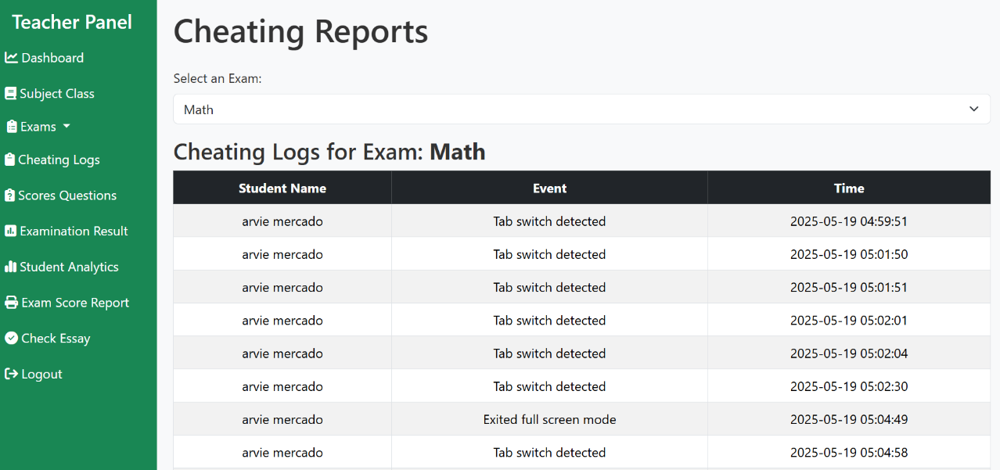 Teacher Panel
Dashboard
Subject Class
Exams
Cheating Logs
Scores Questions
Examination Result
Student Analytics
Exam Score Report
Check Essay
Logout
Cheating Reports
Select an Exam:
Math
Cheating Logs for Exam: Math
Student Name Event Time
arvie mercado Tab switch detected 2025-05-19 04:59:51
arvie mercado Tab switch detected 2025-05-19 05:01:50
arvie mercado Tab switch detected 2025-05-19 05:01:51
arvie mercado Tab switch detected 2025-05-19 05:02:01
arvie mercado Tab switch detected 2025-05-19 05:02:04
arvie mercado Tab switch detected 2025-05-19 05:02:30
arvie mercado Exited full screen mode 2025-05-19 05:04:49
arvie mercado Tab switch detected 2025-05-19 05:04:58